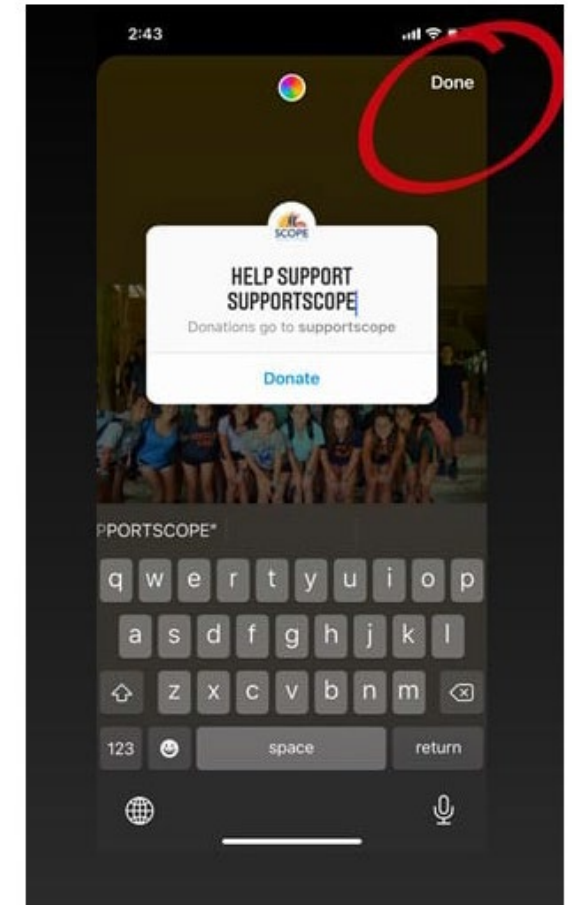 2:43
Done
SCOPE
HELP SUPPORT
SUPPORTSCOPE
Donations go to supportscope
Donate
PPORTSCOPE"
q w e r t y u i o p
a s d f g h j k l
z x c v b n m
123 space return